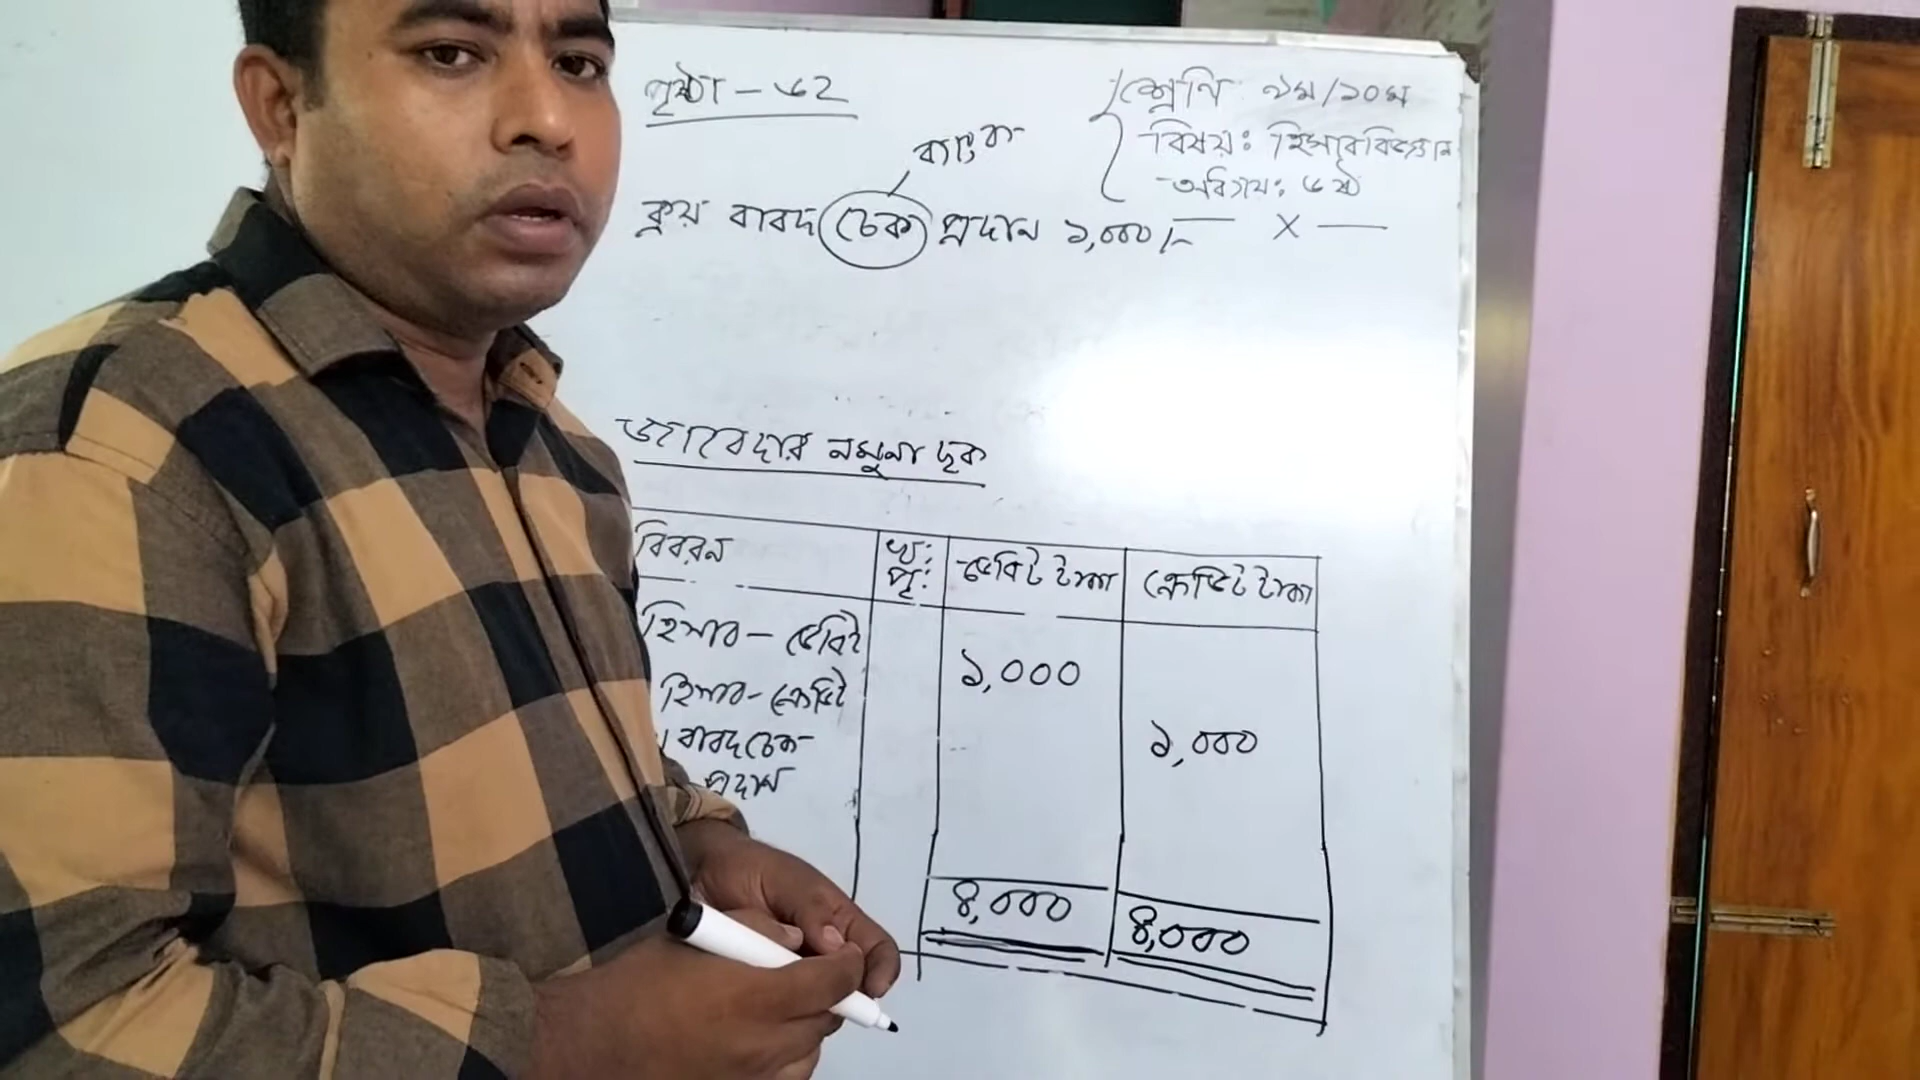 পৃষ্ঠা - ৬২
শ্রেণি ৯ম/১০ম
বিষয়ঃ হিসাববিজ্ঞান
অধ্যায়ঃ ৬ষ্ঠ
ব্যাংক
ক্রয় বাবদ চেক প্রদান ১,০০০/-
জাবেদার নমুনা ছক
বিবরন
খঃ পৃঃ
ডেবিট টাকা
ক্রেডিট টাকা
হিসাব - ডেবিট
১,০০০
হিসাব - ক্রেডিট
১,০০০
বাবদ চেক
প্রদান
৪,০০০
৪,০০০